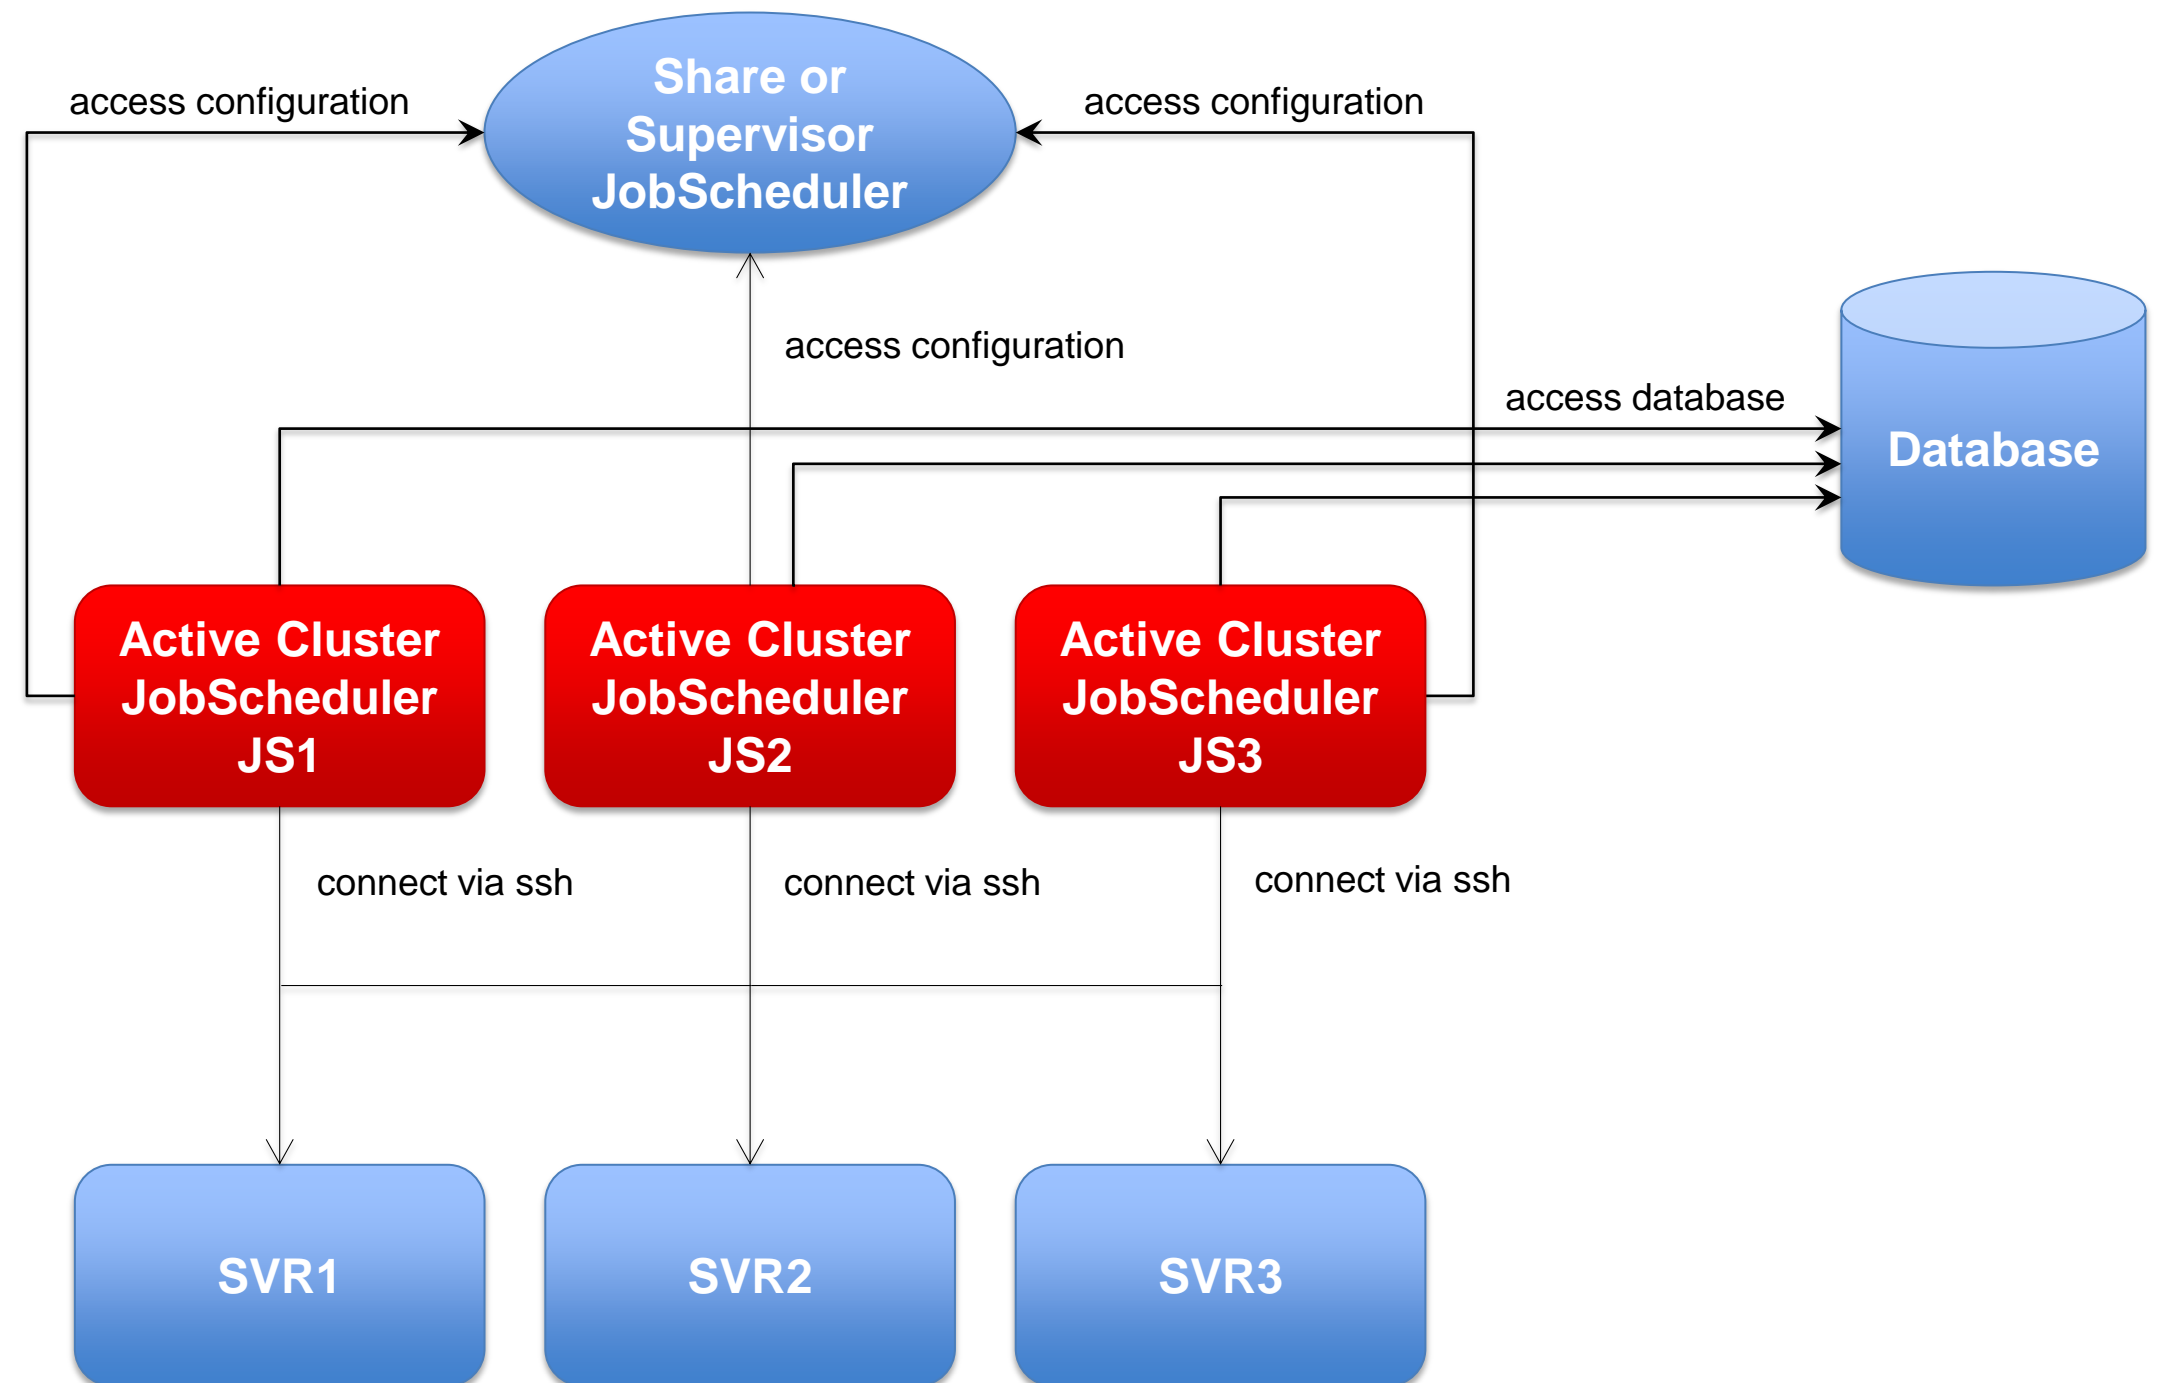 Share or
Supervisor
JobScheduler
access configuration
access configuration
access configuration
access database
Database
Active Cluster
JobScheduler
JS1
Active Cluster
JobScheduler
JS2
Active Cluster
JobScheduler
JS3
connect via ssh
connect via ssh
connect via ssh
SVR1
SVR2
SVR3